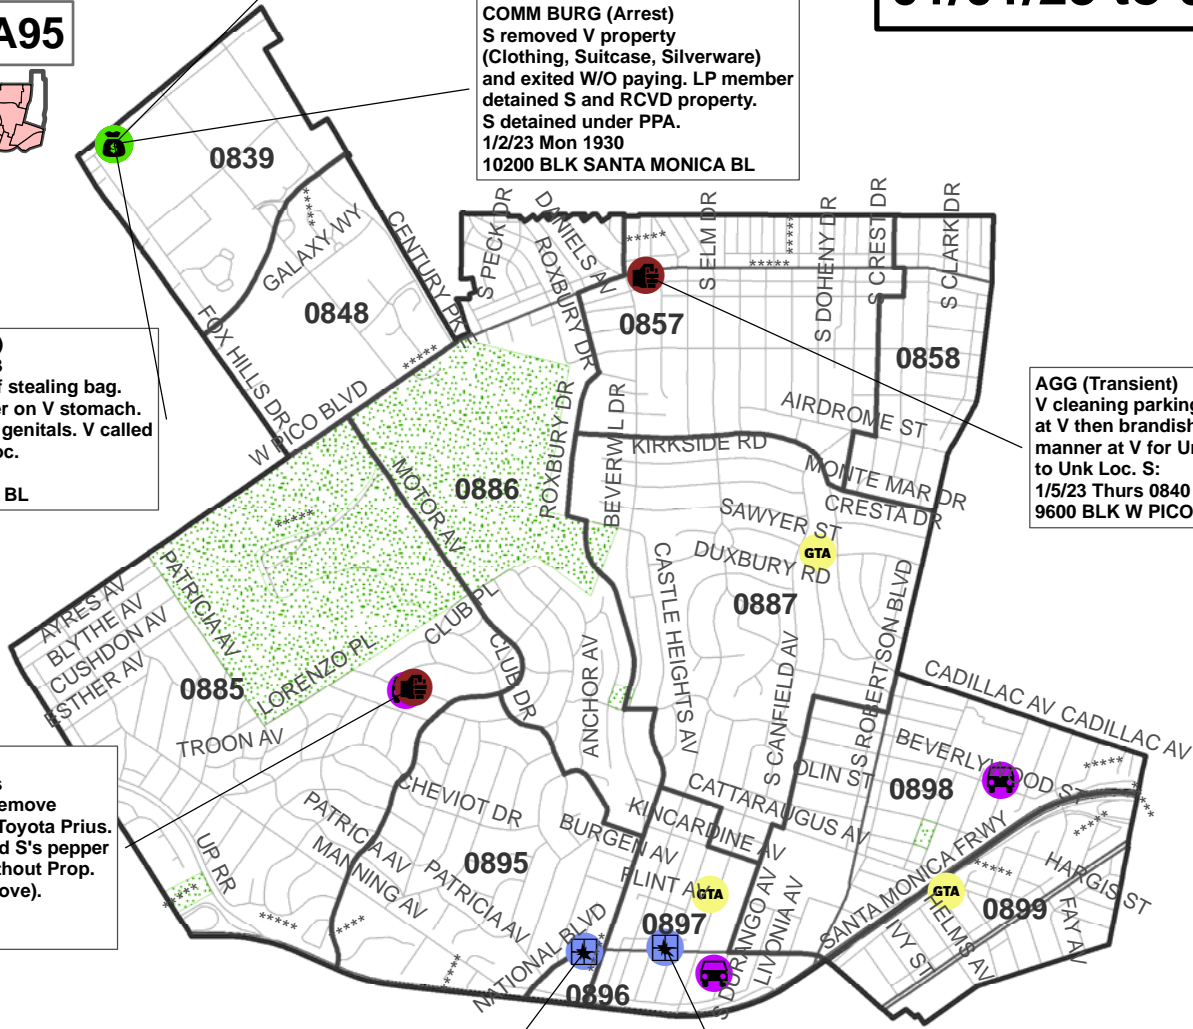 A95
COMM BURG (Arrest)
S removed V property
(Clothing, Suitcase, Silverware)
and exited W/O paying. LP member
detained S and RCVD property.
S detained under PPA.
1/2/23 Mon 1930
10200 BLK SANTA MONICA BL
0839
GALAXY WY
*****
0848
CENTURY PK E
FOX HILLS DR
*****
W PICO BLVD
S PECK DR
DANIELS AV
ROXBURY DR
*****
S ELM DR
*****
*****
S DOHENY DR
S CREST DR
S CLARK DR
0857
0858
f stealing bag.
er on V stomach.
genitals. V called
oc.
BL
AGG (Transient)
V cleaning parking
at V then brandish
manner at V for Un
to Unk Loc. S:
1/5/23 Thurs 0840
9600 BLK W PICO
AIRDROME ST
KIRKSIDE RD
MONTE MAR DR
CRESTA DR
ROXBURY DR
BEVERWIL DR
0886
MOTOR AV
*****
SAWYER ST
GTA
DUXBURY RD
0887
CASTLE HEIGHTS AV
S CANFIELD AV
S ROBERTSON BLVD
PATRICIA AV
AYRES AV
BLYTHE AV
CUSHDON AV
ESTHER AV
0885
LORENZO PL
CLUB PL
CLUB DR
ANCHOR AV
TROON AV
CADILLAC AV
CADILLAC AV
s
emove
Toyota Prius.
d S's pepper
thout Prop.
ove).
CHEVIOT DR
PATRICIA AV
MANNING AV
PATRICIA AV
0895
UP RR
*****
*****
****
*****
BURGEN AV
KINCARDINE AV
CATTARAUGUS AV
OLIN ST
BEVERLYWOOD ST
0898
*****
*****
*****
*****
SANTA MONICA FRWY
HARGIS ST
FLINT AV
GTA
0897
GTA
0899
NATIONAL BLVD
*****
0896
S DURANGO AV
LIVONIA AV
IVY ST
HELMS AV
FAY AV